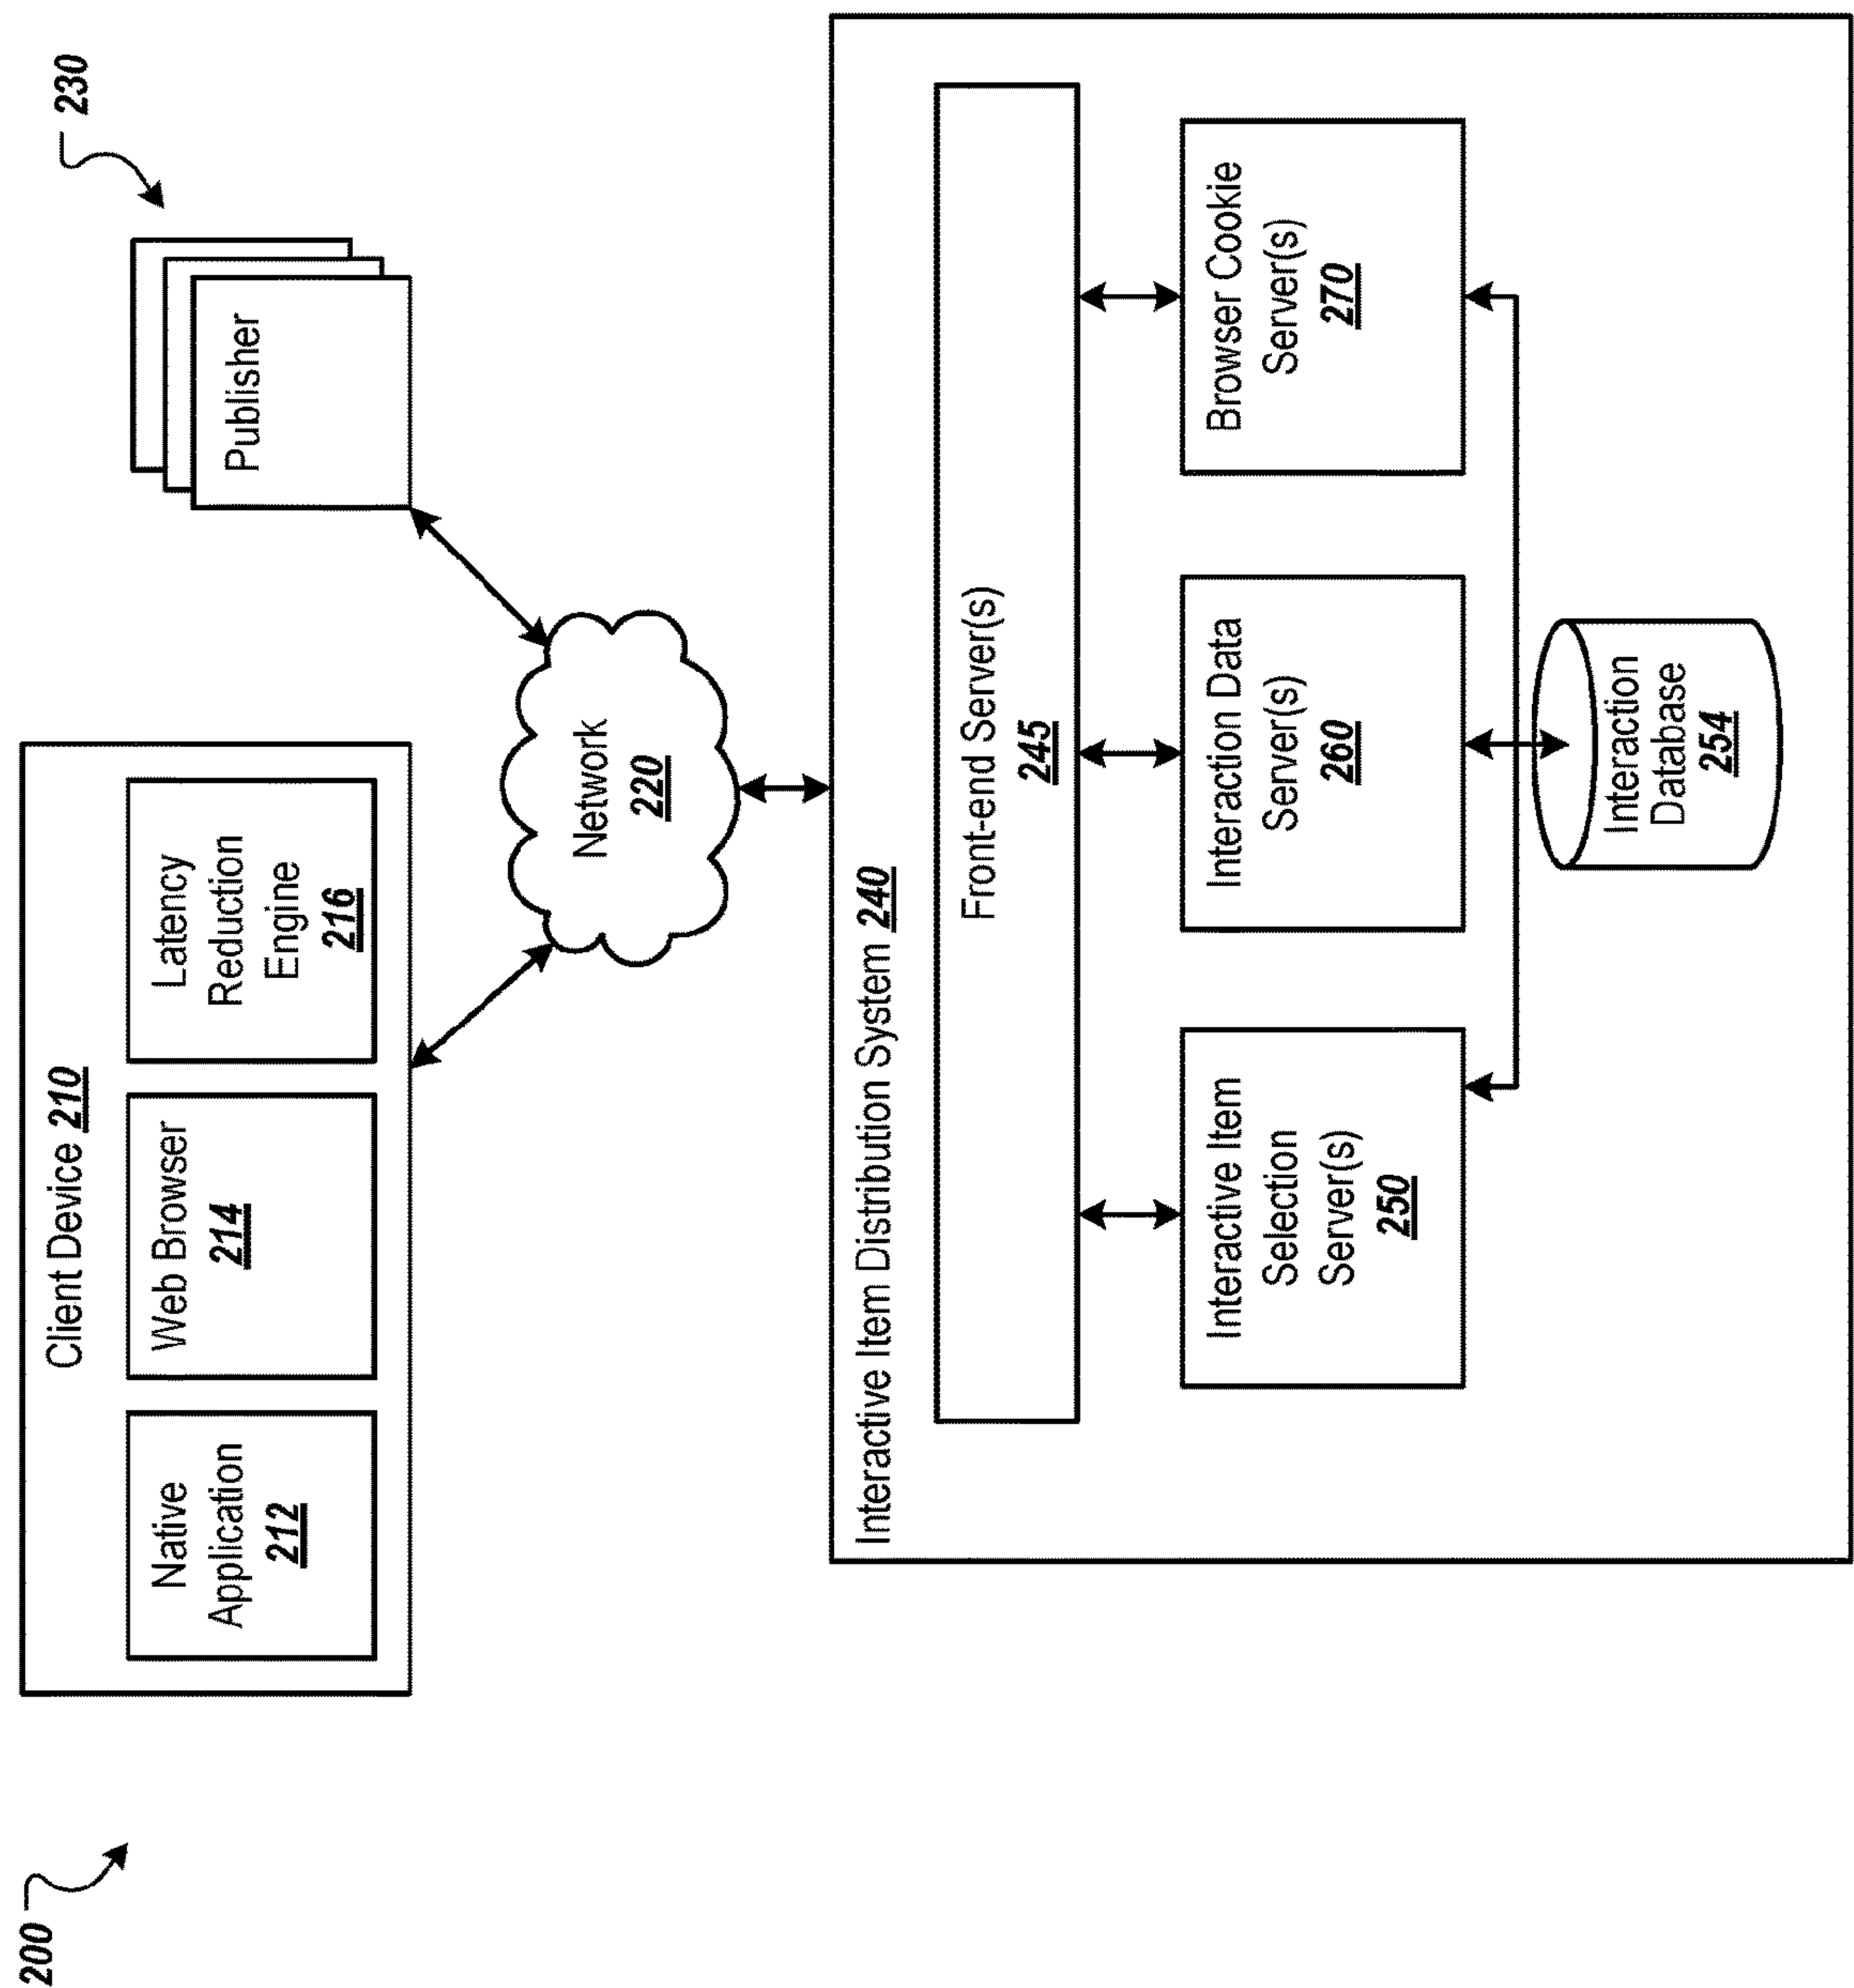 200
Client Device 210
Native
Application
212
Web Browser
214
Latency
Reduction
Engine
216
230
Publisher
Network
220
Interactive Item Distribution System 240
Front-end Server(s)
245
Interactive Item
Selection
Server(s)
250
Interaction Data
Server(s)
260
Browser Cookie
Server(s)
270
Interaction
Database
254